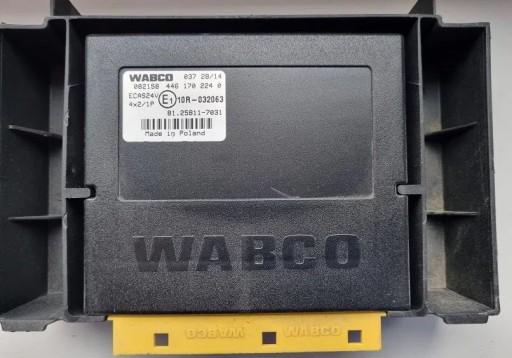 WABCO 037 28/14
082158 446 170 224 0
ECAS24V E1 10R-032063
4x2/1P
81.25811-7031
Made in Poland
WABCO
WABCO WABCO